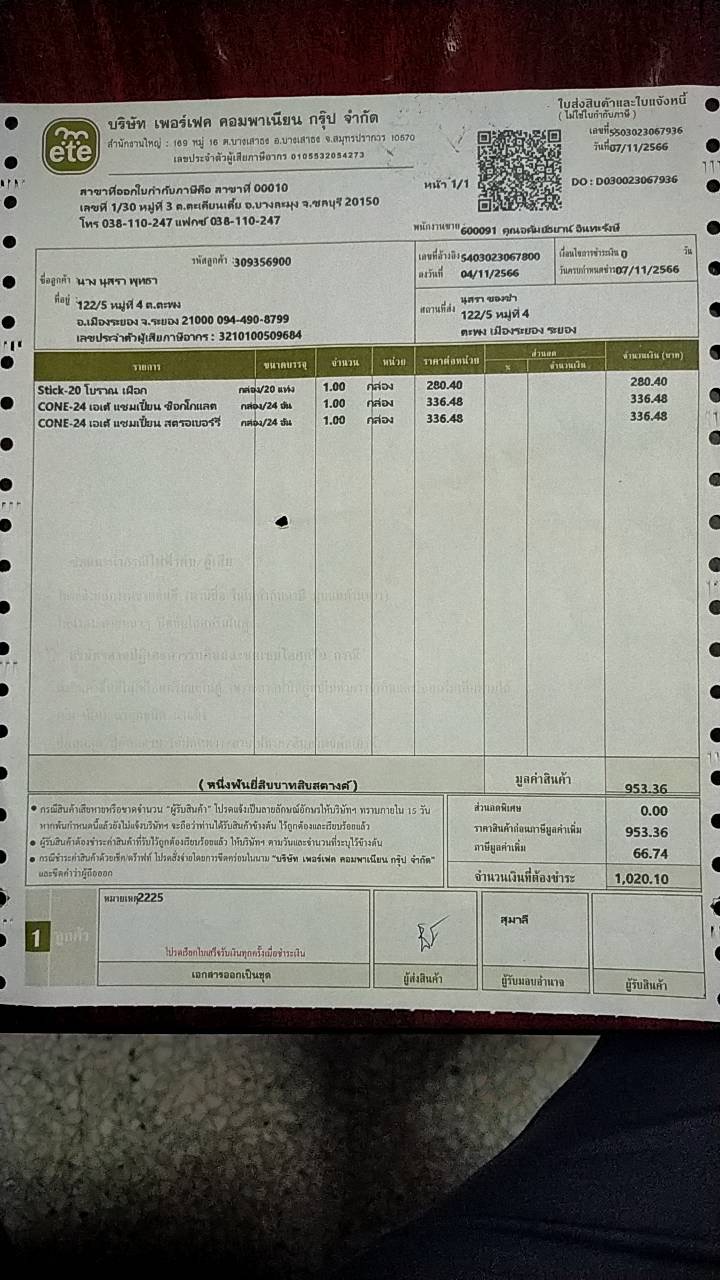 ete
บริษัท เพอร์เฟค คอมพาเนียน กรุ๊ป จำกัด
สำนักงานใหญ่ : 169 หมู่ 16 ต.บางเสาธง อ.บางเสาธง จ.สมุทรปราการ 10570
เลขประจำตัวผู้เสียภาษีอากร 0105532054273
ใบส่งสินค้าและใบแจ้งหนี้
( ไม่ใช่ใบกำกับภาษี )
เลขที่5503023067936
วันที่07/11/2566
สาขาที่ออกใบกำกับภาษีคือ สาขาที่ 00010
หน้า 1/1
DO : D030023067936
เลขที่ 1/30 หมู่ที่ 3 ต.ตะเคียนเตี้ย อ.บางละมุง จ.ชลบุรี 20150
โทร 038-110-247 แฟกซ์ 038-110-247
พนักงานขาย 600091 อินทะรังษี
รหัสลูกค้า 309356900
ชื่อลูกค้า นาง นุสรา พุทธา
ที่อยู่ 122/5 หมู่ที่ 4 ต.ตะพง
อ.เมืองระยอง จ.ระยอง 21000 094-490-8799
เลขประจำตัวผู้เสียภาษีอากร : 3210100509684
เลขที่อ้างอิง 5403023067800
ลงวันที่ 04/11/2566
เงื่อนไขการชำระเงิน 0 วัน
วันครบกำหนดชำระ07/11/2566
สถานที่ส่ง นุสรา ของชำ
122/5 หมู่ที่ 4
ตะพง เมืองระยอง ระยอง
รายการ ขนาดบรรจุ จำนวน หน่วย ราคาต่อหน่วย ส่วนลด % จำนวนเงิน จำนวนเงิน (บาท)
Stick-20 โบราณ เผือก กล่อง/20 แท่ง 1.00 กล่อง 280.40 280.40
CONE-24 เอเต้ แชมเปี้ยน ช็อกโกแลต กล่อง/24 อัน 1.00 กล่อง 336.48 336.48
CONE-24 เอเต้ แชมเปี้ยน สตรอเบอร์รี่ กล่อง/24 อัน 1.00 กล่อง 336.48 336.48
( หนึ่งพันยี่สิบบาทสิบสตางค์ )
มูลค่าสินค้า 953.36
ส่วนลดพิเศษ 0.00
ราคาสินค้าก่อนภาษีมูลค่าเพิ่ม 953.36
ภาษีมูลค่าเพิ่ม 66.74
จำนวนเงินที่ต้องชำระ 1,020.10
• กรณีสินค้าเสียหายหรือขาดจำนวน "ผู้รับสินค้า" โปรดแจ้งเป็นลายลักษณ์อักษรให้บริษัทฯ ทราบภายใน 15 วัน
หากพ้นกำหนดนี้แล้วยังไม่แจ้งบริษัทฯ จะถือว่าท่านได้รับสินค้าข้างต้น ไว้ถูกต้องและเรียบร้อยแล้ว
• ผู้รับสินค้าต้องชำระค่าสินค้าที่รับไว้ถูกต้องเรียบร้อยแล้ว ให้บริษัทฯ ตามวันและจำนวนที่ระบุไว้ข้างต้น
• กรณีชำระค่าสินค้าด้วยเช็ค/ดร๊าฟท์ โปรดสั่งจ่ายโดยการขีดคร่อมในนาม "บริษัท เพอร์เฟค คอมพาเนียน กรุ๊ป จำกัด"
และขีดคำว่าผู้ถือออก
1 ลูกค้า
หมายเหตุ2225
โปรดเรียกใบเสร็จรับเงินทุกครั้งเมื่อชำระเงิน
เอกสารออกเป็นชุด
ผู้ส่งสินค้า
สุมาลี
ผู้รับมอบอำนาจ
ผู้รับสินค้า